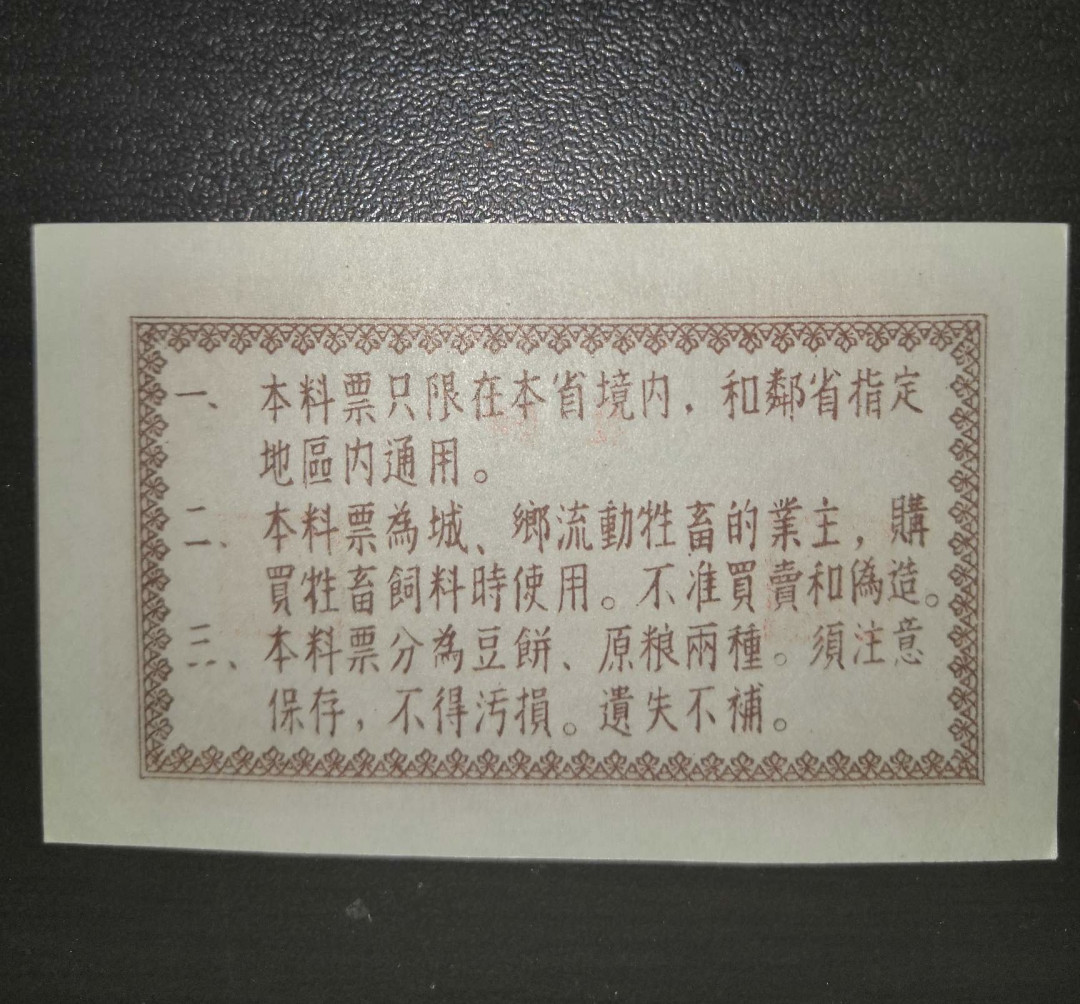 一、本料票只限在本省境内，和鄰省指定
地區内通用。
二、本料票為城、鄉流動牲畜的業主，購
買牲畜飼料時使用。不准買賣和偽造。
三、本料票分為豆餅、原粮兩種。須注意
保存，不得汚損。遺失不補。